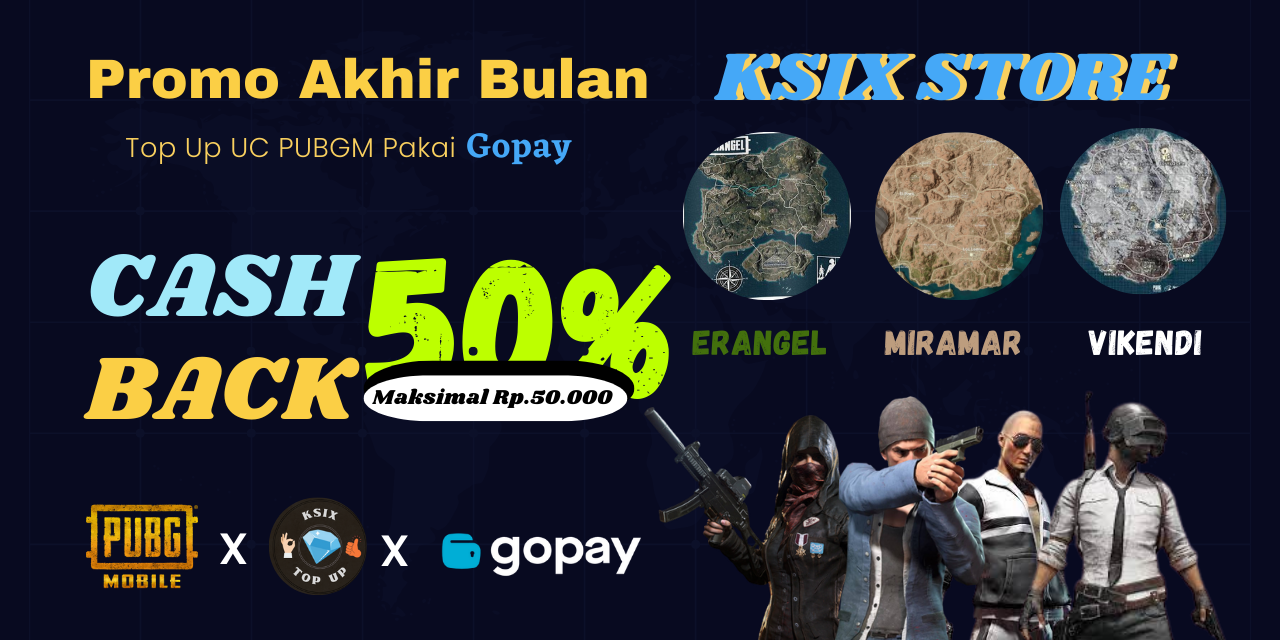 Promo Akhir Bulan
Top Up UC PUBGM Pakai Gopay
CASH
BACK
50%
Maksimal Rp.50.000
PUBG
MOBILE
X
KSIX
TOP UP
X
gopay
KSIX STORE
ERANGEL
MIRAMAR
VIKENDI